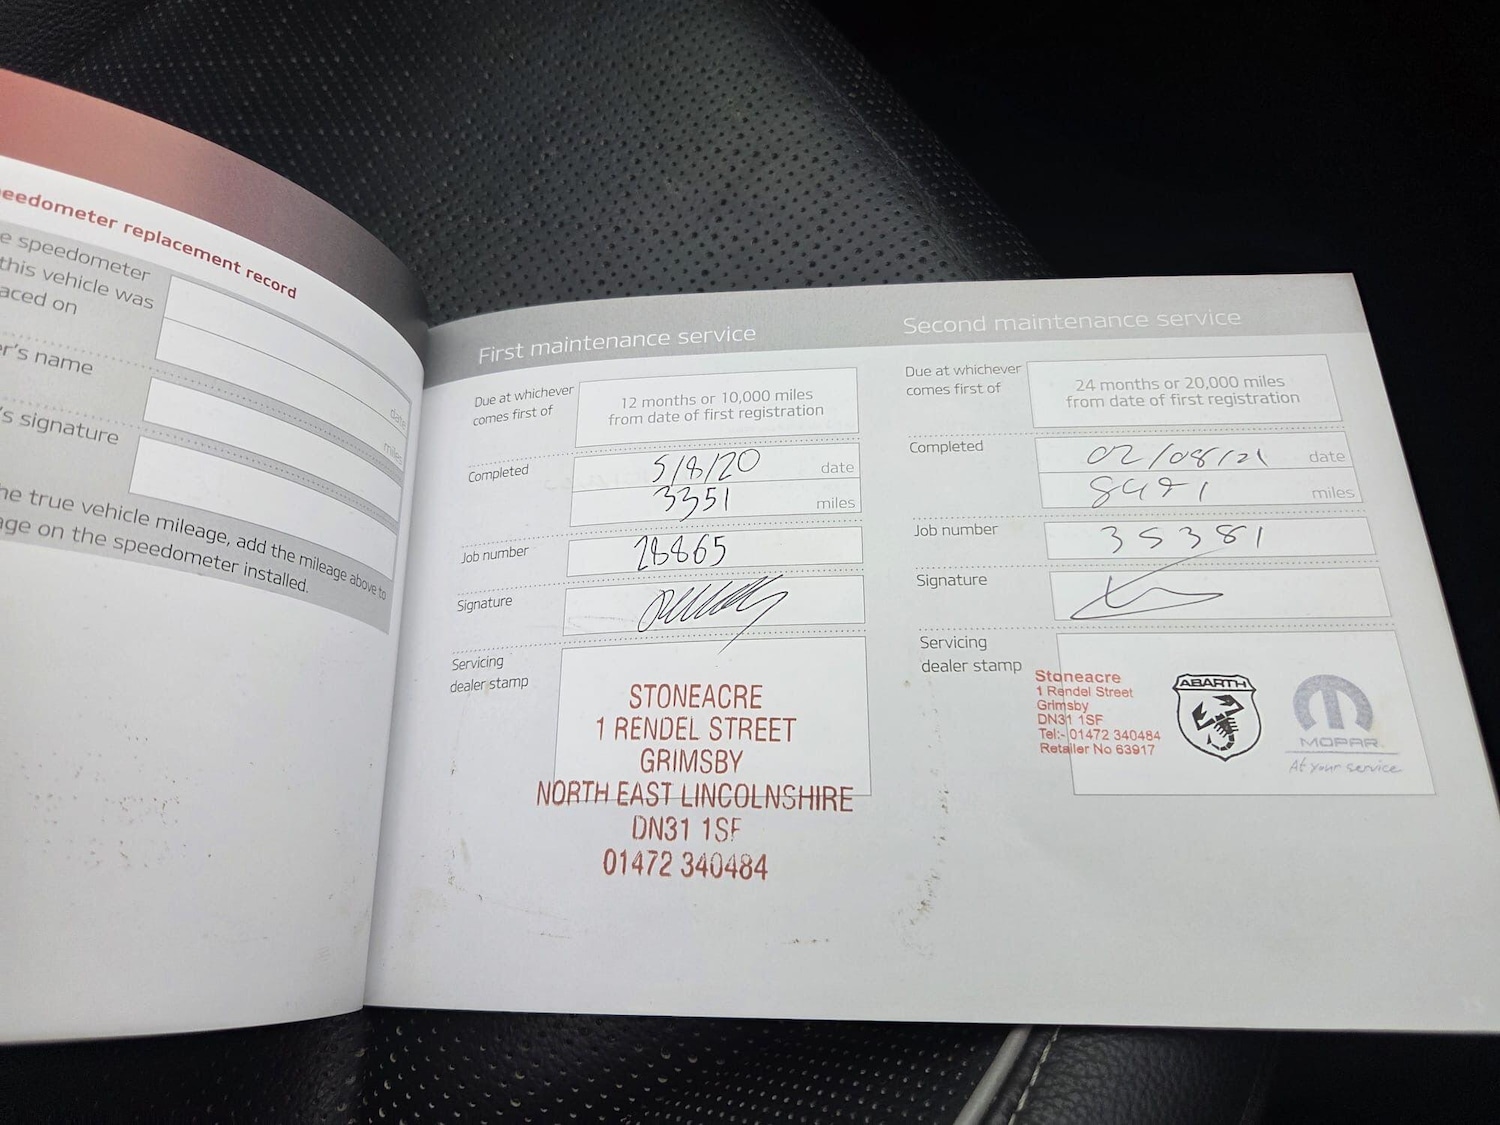 eedometer replacement record
e speedometer
this vehicle was
aced on
date
miles
r's name
's signature
he true vehicle mileage, add the mileage above to
age on the speedometer installed.
First maintenance service
Due at whichever
comes first of
12 months or 10,000 miles
from date of first registration
Completed
5/8/20 date
3351 miles
Job number
28865
Signature
Servicing
dealer stamp
STONEACRE
1 RENDEL STREET
GRIMSBY
NORTH EAST LINCOLNSHIRE
DN31 1SF
01472 340484
Second maintenance service
Due at whichever
comes first of
24 months or 20,000 miles
from date of first registration
Completed
02/08/21 date
miles
Job number
35381
Signature
Servicing
dealer stamp
Stoneacre
1 Rendel Street
Grimsby
DN31 1SF
Tel:- 01472 340484
Retailer No 63917
ABARTH
MOPAR
At your service